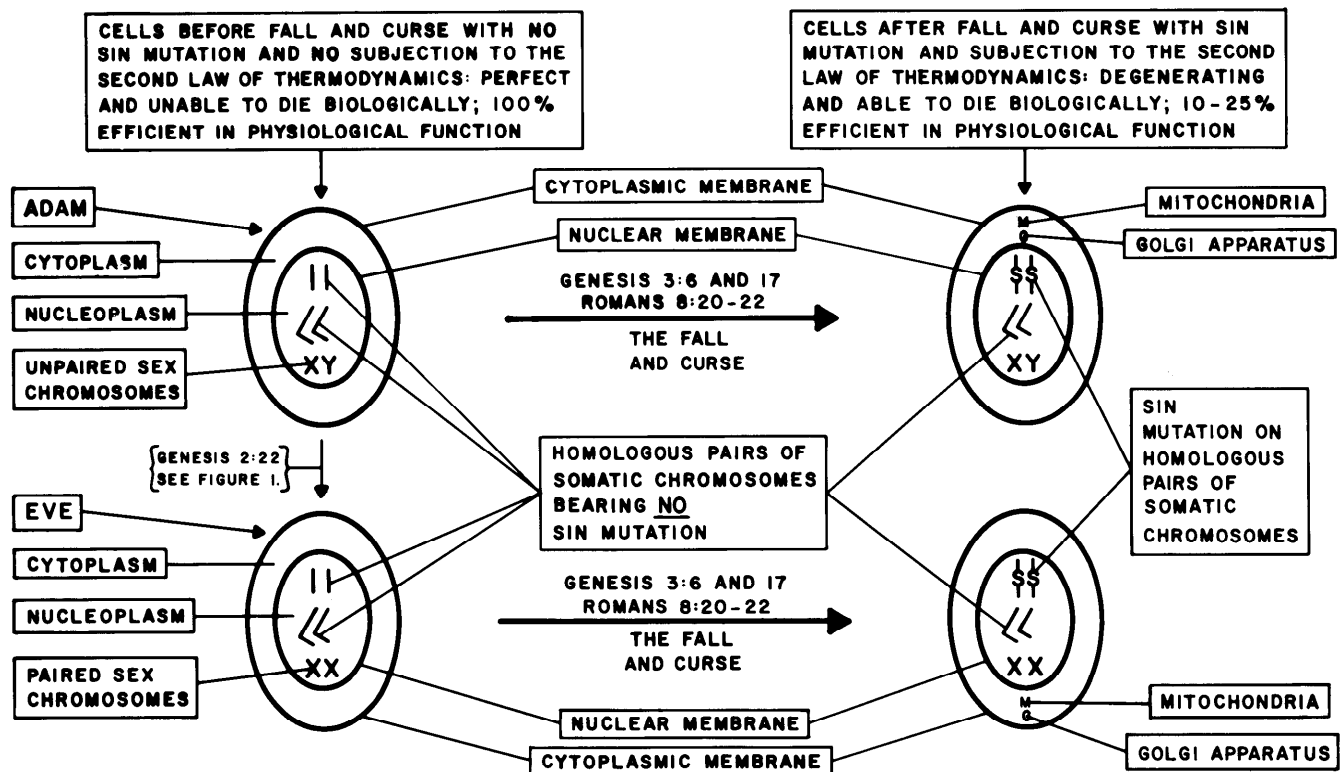 CELLS BEFORE FALL AND CURSE WITH NO
SIN MUTATION AND NO SUBJECTION TO THE
SECOND LAW OF THERMODYNAMICS: PERFECT
AND UNABLE TO DIE BIOLOGICALLY; 100%
EFFICIENT IN PHYSIOLOGICAL FUNCTION
CELLS AFTER FALL AND CURSE WITH SIN
MUTATION AND SUBJECTION TO THE SECOND
LAW OF THERMODYNAMICS: DEGENERATING
AND ABLE TO DIE BIOLOGICALLY; 10-25%
EFFICIENT IN PHYSIOLOGICAL FUNCTION
ADAM
CYTOPLASM
NUCLEOPLASM
UNPAIRED SEX
CHROMOSOMES
XY
CYTOPLASMIC MEMBRANE
NUCLEAR MEMBRANE
GENESIS 3:6 AND 17
ROMANS 8:20-22
THE FALL
AND CURSE
M
G
SS
XY
MITOCHONDRIA
GOLGI APPARATUS
{GENESIS 2:22
SEE FIGURE 1.}
HOMOLOGOUS PAIRS OF
SOMATIC CHROMOSOMES
BEARING NO
SIN MUTATION
SIN
MUTATION ON
HOMOLOGOUS
PAIRS OF
SOMATIC
CHROMOSOMES
EVE
CYTOPLASM
NUCLEOPLASM
PAIRED SEX
CHROMOSOMES
XX
GENESIS 3:6 AND 17
ROMANS 8:20-22
THE FALL
AND CURSE
SS
XX
M
G
NUCLEAR MEMBRANE
CYTOPLASMIC MEMBRANE
MITOCHONDRIA
GOLGI APPARATUS